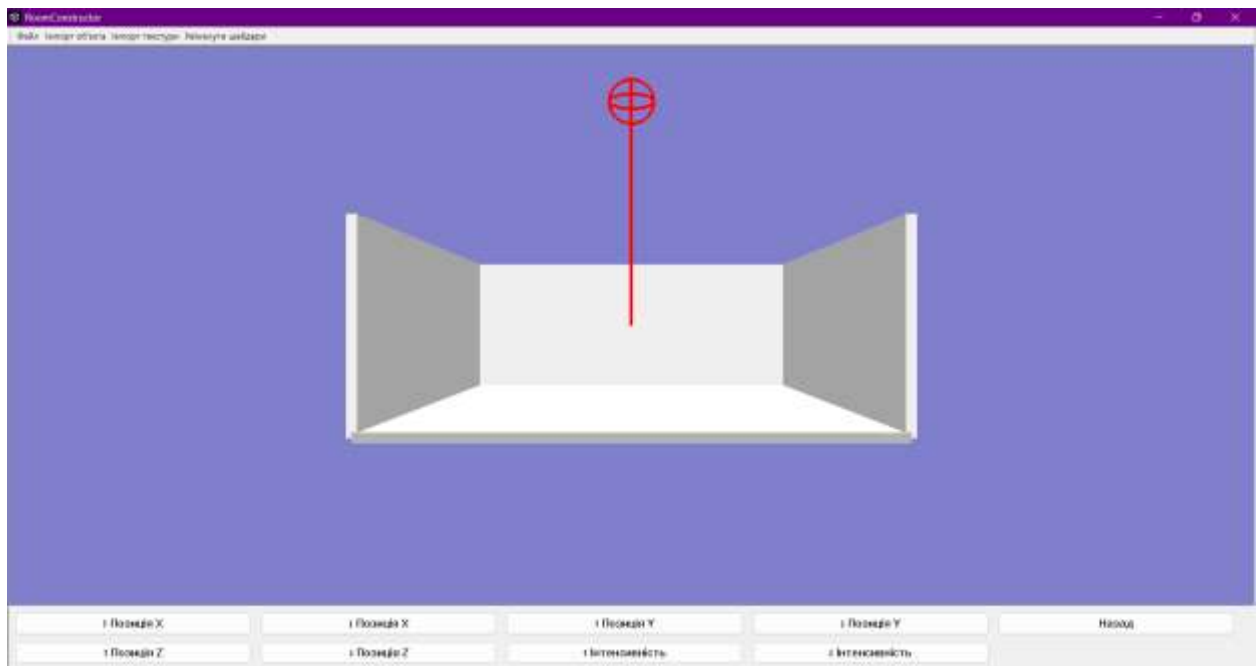 RoomConstructor
Файл Імпорт об'єкта Імпорт текстури Увімкнути шейдери
↑ Позиція X ↓ Позиція X ↑ Позиція Y ↓ Позиція Y Назад
↑ Позиція Z ↓ Позиція Z ↑ Інтенсивність ↓ Інтенсивність